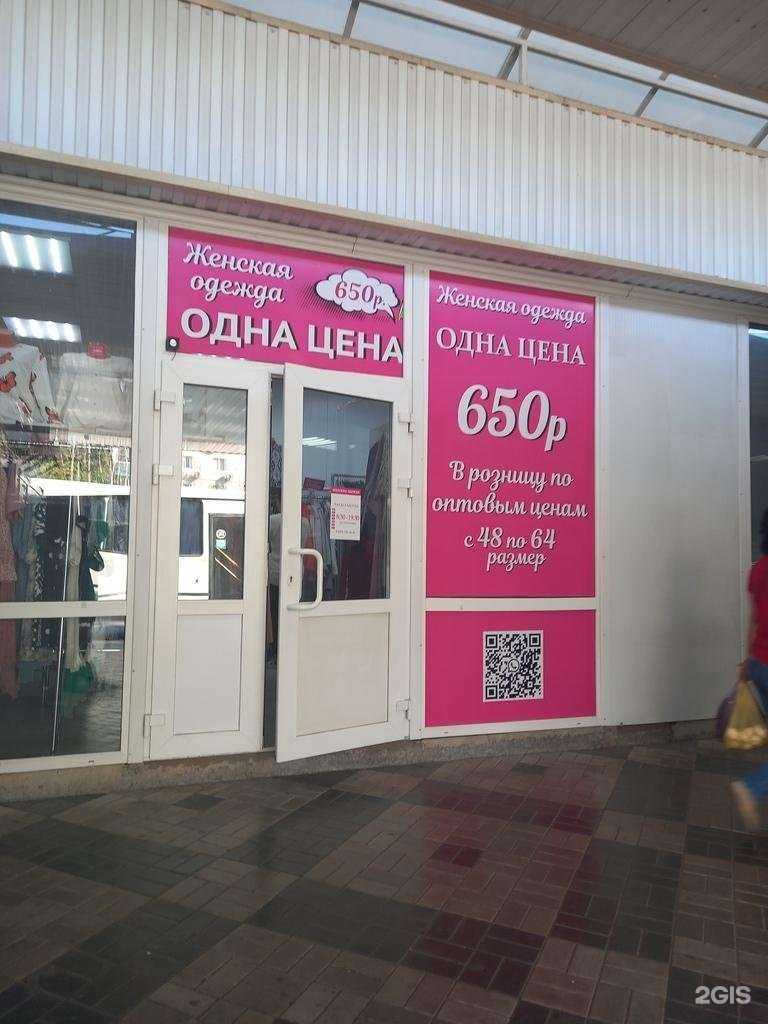 Женская
одежда
650р.
ОДНА ЦЕНА
Женская одежда
ОДНА ЦЕНА
650р
В розницу по
оптовым ценам
с 48 по 64
размер
2GIS